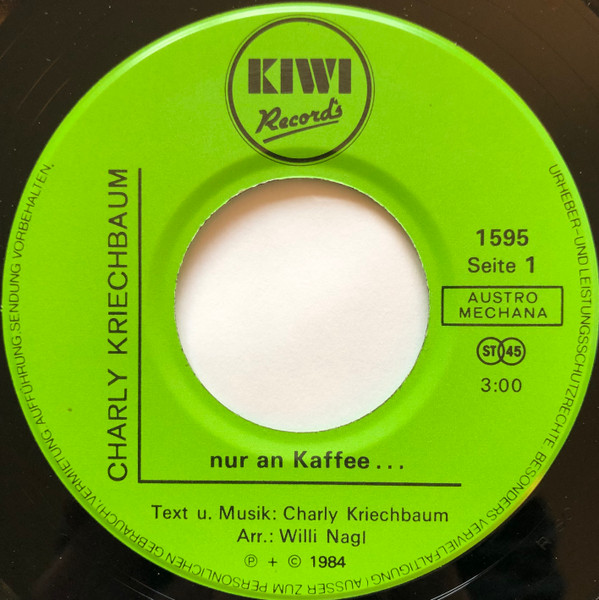 KIWI
Record's
CHARLY KRIECHBAUM
1595
Seite 1
AUSTRO
MECHANA
ST 45
3:00
nur an Kaffee...
Text u. Musik: Charly Kriechbaum
Arr.: Willi Nagl
℗ + © 1984
URHEBER-UND LEISTUNGSSCHUTZRECHTE BESONDERS VERVIELFÄLTIGUNG (AUSSER ZUM PERSÖNLICHEN GEBRAUCH), VERMIETUNG AUFFÜHRUNG SENDUNG VORBEHALTEN.